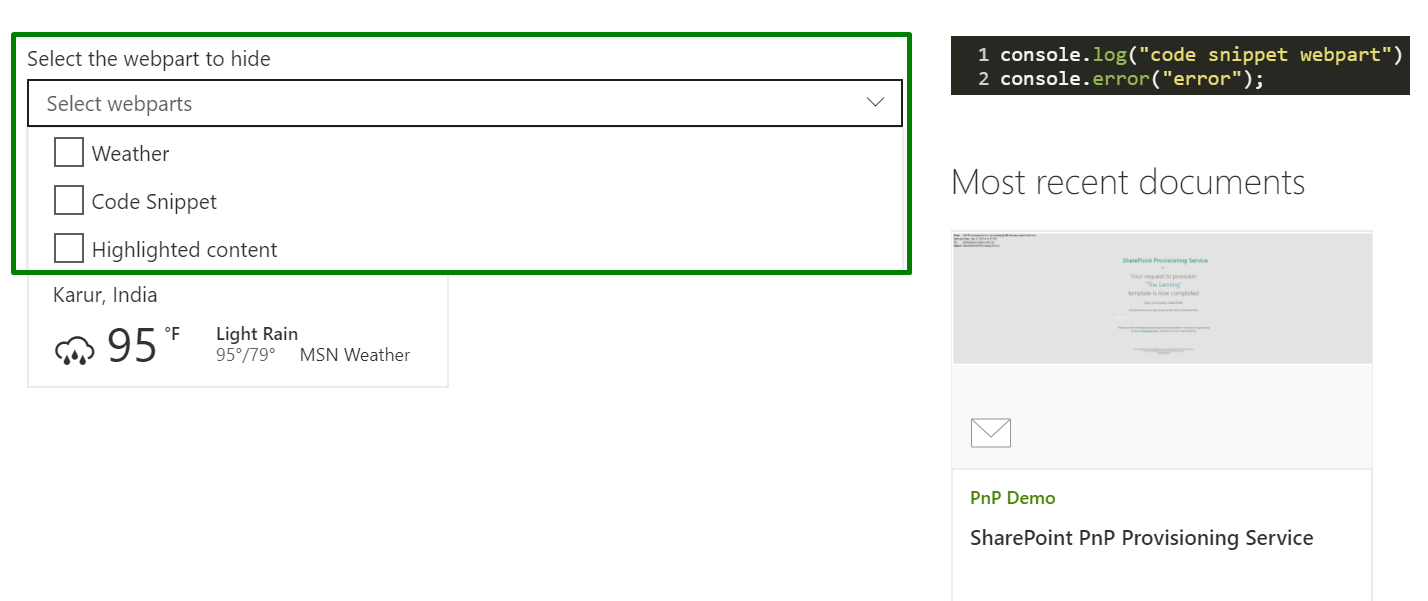 Select the webpart to hide
Select webparts
Weather
Code Snippet
Highlighted content
Karur, India
95 °F
Light Rain
95°/79° MSN Weather
1 console.log("code snippet webpart")
2 console.error("error");
Most recent documents
SharePoint Provisioning Service
Your request to provision
"The Landing"
template is now completed
PnP Demo
SharePoint PnP Provisioning Service